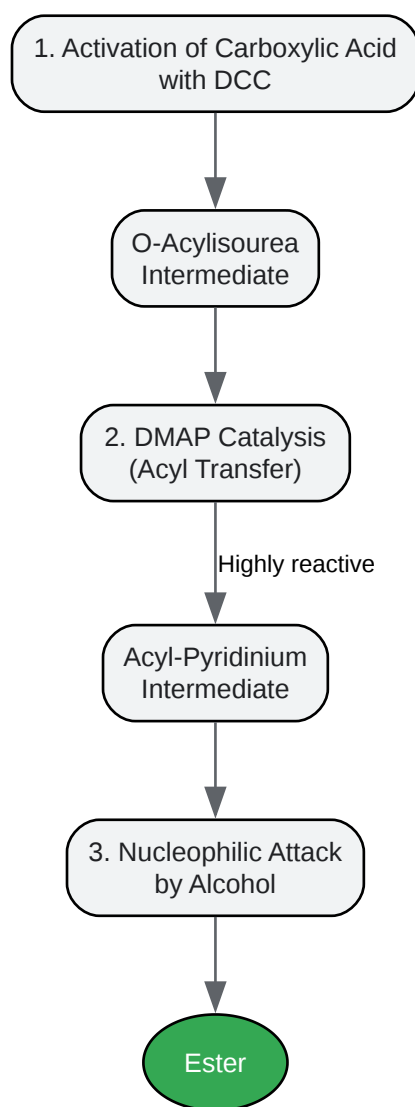 1. Activation of Carboxylic Acid
with DCC
O-Acylisourea
Intermediate
2. DMAP Catalysis
(Acyl Transfer)
Highly reactive
Acyl-Pyridinium
Intermediate
3. Nucleophilic Attack
by Alcohol
Ester